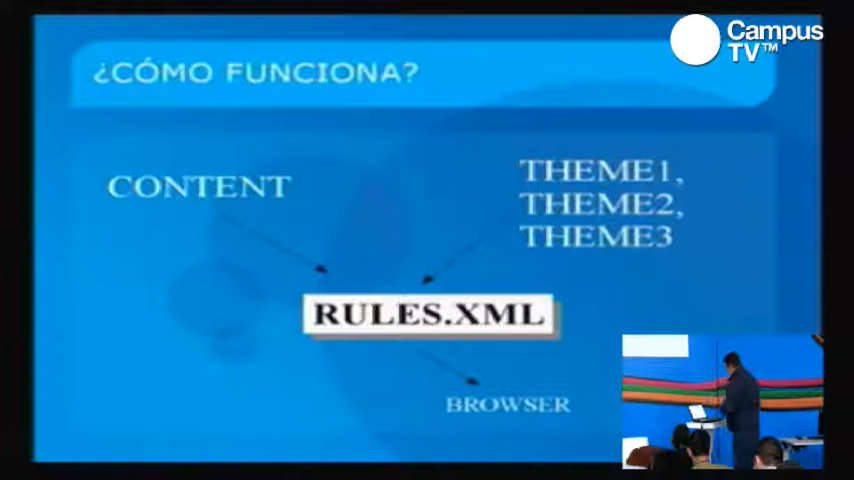 Campus
TV™
¿CÓMO FUNCIONA?
CONTENT
THEME1,
THEME2,
THEME3
RULES.XML
BROWSER